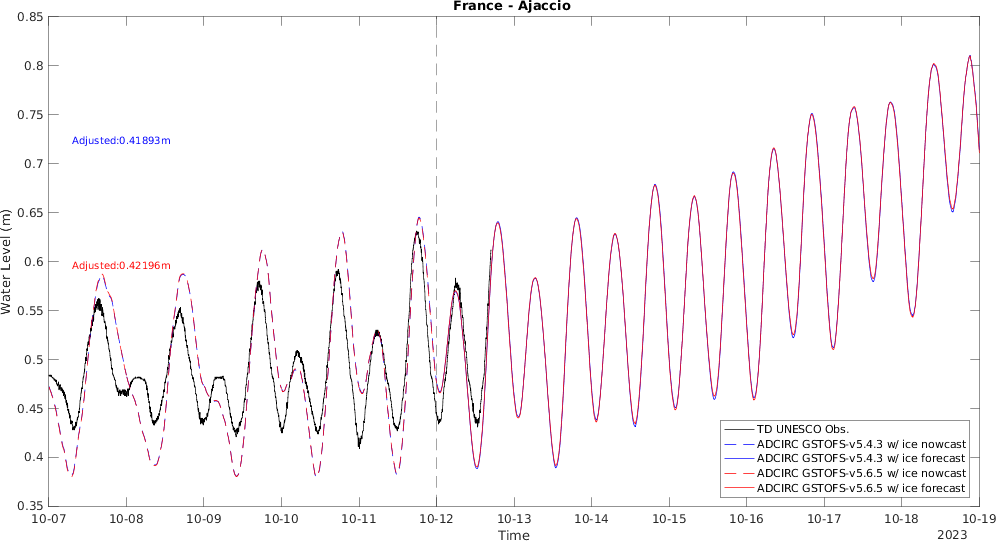 France - Ajaccio
0.85
0.8
0.75
0.7
0.65
0.6
0.55
0.5
0.45
0.4
0.35
Water Level (m)
Adjusted:0.41893m
Adjusted:0.42196m
TD UNESCO Obs.
ADCIRC GSTOFS-v5.4.3 w/ ice nowcast
ADCIRC GSTOFS-v5.4.3 w/ ice forecast
ADCIRC GSTOFS-v5.6.5 w/ ice nowcast
ADCIRC GSTOFS-v5.6.5 w/ ice forecast
10-07 10-08 10-09 10-10 10-11 10-12 10-13 10-14 10-15 10-16 10-17 10-18 10-19
Time
2023